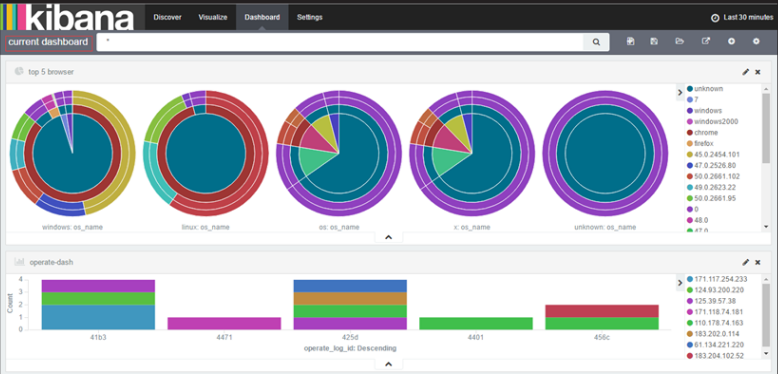 kibana
Discover
Visualize
Dashboard
Settings
Last 30 minutes
current dashboard
*
top 5 browser
unknown
7
windows
windows2000
chrome
firefox
45.0.2454.101
47.0.2526.80
50.0.2661.102
49.0.2623.22
50.0.2661.95
0
48.0
47.0
windows: os_name
linux: os_name
os: os_name
x: os_name
unknown: os_name
operate-dash
Count
4
3
2
1
0
41b3
4471
425d
4401
456c
operate_log_id: Descending
171.117.254.233
124.93.200.220
125.39.57.38
171.118.74.181
110.178.74.163
183.202.0.114
61.134.221.220
183.204.102.52